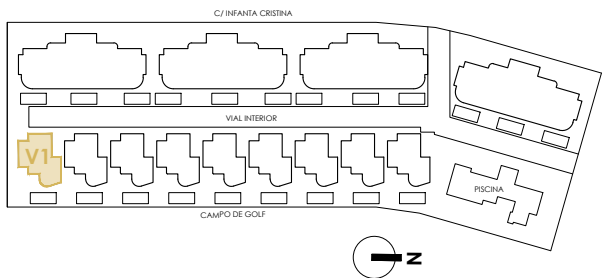 C/ INFANTA CRISTINA
VIAL INTERIOR
V1
PISCINA
CAMPO DE GOLF
N